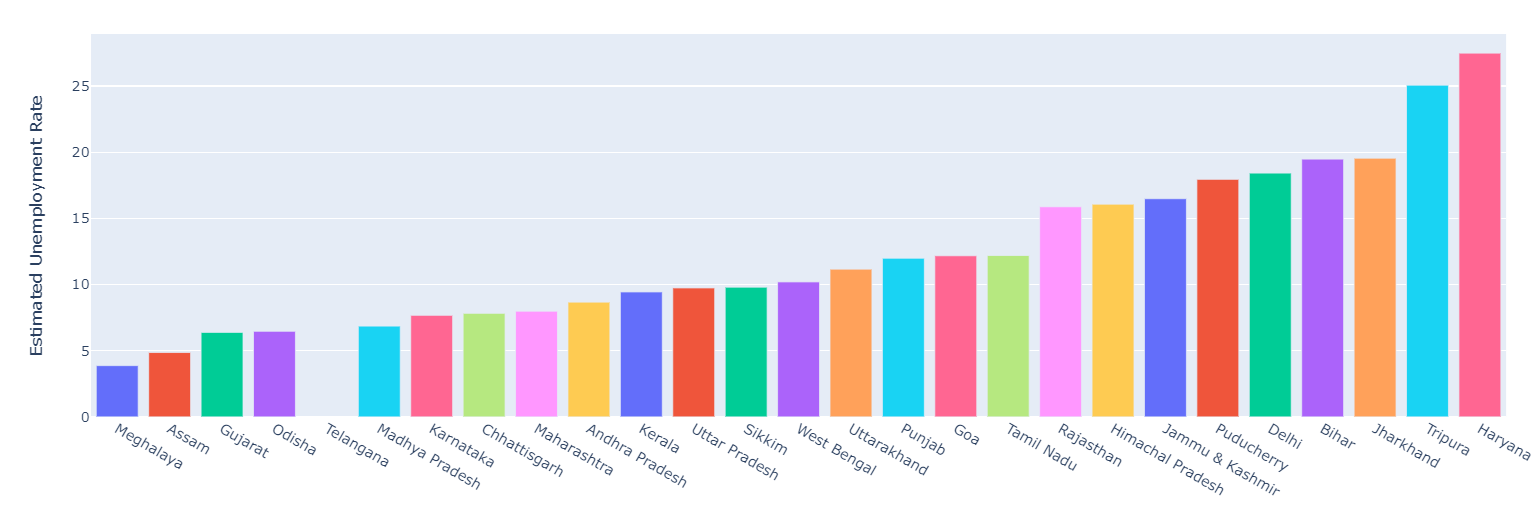 Estimated Unemployment Rate
25
20
15
10
5
0
Meghalaya
Assam
Gujarat
Odisha
Telangana
Madhya Pradesh
Karnataka
Chhattisgarh
Maharashtra
Andhra Pradesh
Kerala
Uttar Pradesh
Sikkim
West Bengal
Uttarakhand
Punjab
Goa
Tamil Nadu
Rajasthan
Himachal Pradesh
Jammu & Kashmir
Puducherry
Delhi
Bihar
Jharkhand
Tripura
Haryana